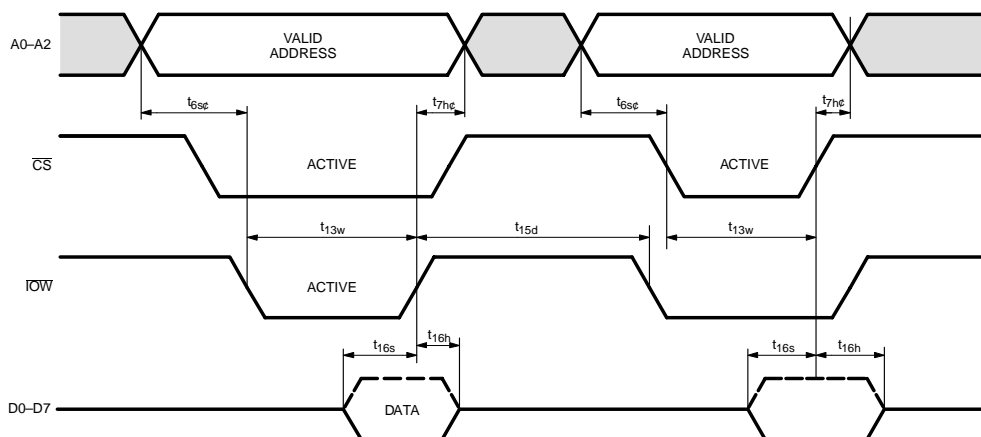 A0–A2
VALID
ADDRESS
VALID
ADDRESS
t6s¢
t7h¢
t6s¢
t7h¢
CS
ACTIVE
ACTIVE
t13w
t15d
t13w
IOW
ACTIVE
t16s
t16h
t16s
t16h
D0–D7
DATA